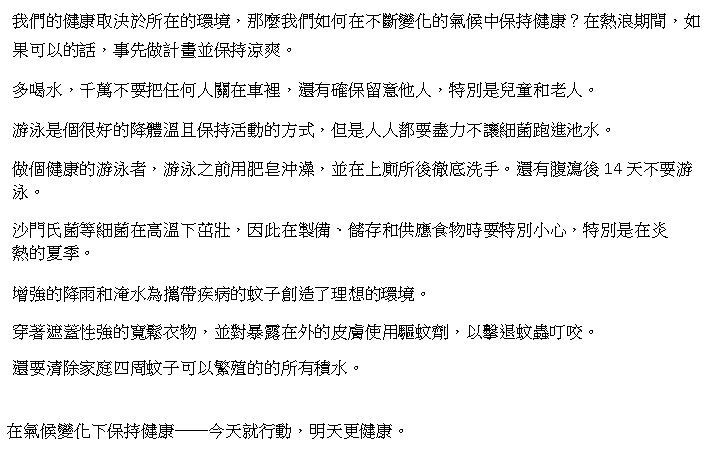 我們的健康取決於所在的環境，那麼我們如何在不斷變化的氣候中保持健康？在熱浪期間，如
果可以的話，事先做計畫並保持涼爽。
多喝水，千萬不要把任何人關在車裡，還有確保留意他人，特別是兒童和老人。
游泳是個很好的降體溫且保持活動的方式，但是人人都要盡力不讓細菌跑進池水。
做個健康的游泳者，游泳之前用肥皂沖澡，並在上廁所後徹底洗手。還有腹瀉後 14 天不要游
泳。
沙門氏菌等細菌在高溫下茁壯，因此在製備、儲存和供應食物時要特別小心，特別是在炎
熱的夏季。
增強的降雨和淹水為攜帶疾病的蚊子創造了理想的環境。
穿著遮蓋性強的寬鬆衣物，並對暴露在外的皮膚使用驅蚊劑，以擊退蚊蟲叮咬。
還要清除家庭四周蚊子可以繁殖的的所有積水。
在氣候變化下保持健康——今天就行動，明天更健康。